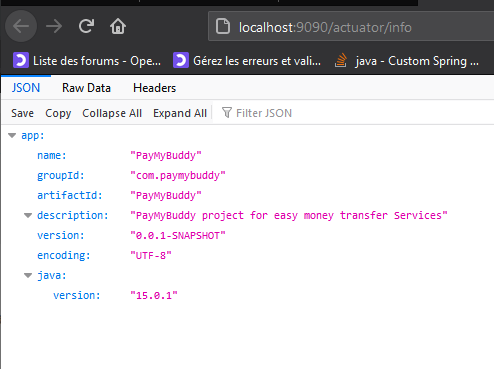 localhost:9090/actuator/info
Liste des forums - Ope... Gérez les erreurs et vali... java - Custom Spring
JSON Raw Data Headers
Save Copy Collapse All Expand All Filter JSON
app:
name: "PayMyBuddy"
groupId: "com.paymybuddy"
artifactId: "PayMyBuddy"
description: "PayMyBuddy project for easy money transfer Services"
version: "0.0.1-SNAPSHOT"
encoding: "UTF-8"
java:
version: "15.0.1"